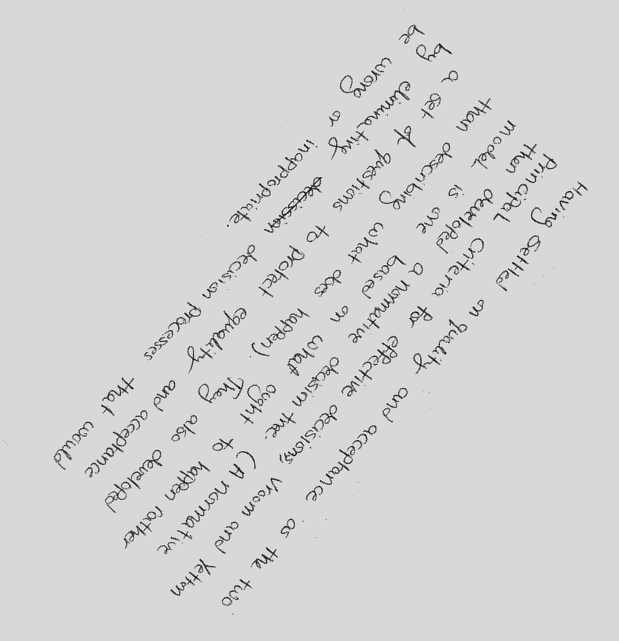 Having settled on quality and acceptance as the two
Principal criteria for effective decisions, Vroom and Yetton
then developed a normative decision tree. (A normative
model is one based on what ought to happen rather
than describing what does happen). They also developed
a set of questions to protect equality and acceptance
by eliminating decision processes that would
be wrong or inappropriate.